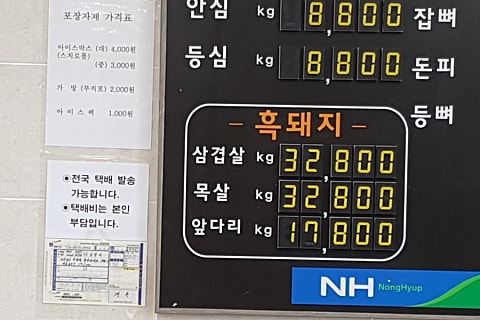 포장자재 가격표
아이스박스 (대) 4,000원
(스치로폼)
(중) 3,000원
가 방 (부직포) 2,000원
아 이 스 팩 1,000원
● 전국 택배 발송
가능합니다.
● 택배비는 본인
부담입니다.
안심 kg 8,800 잡뼈
등심 kg 8,800 돈피
등뼈
- 흑돼지 -
삼겹살 kg 32,800
목살 kg 32,800
앞다리 kg 17,800
NH NongHyup